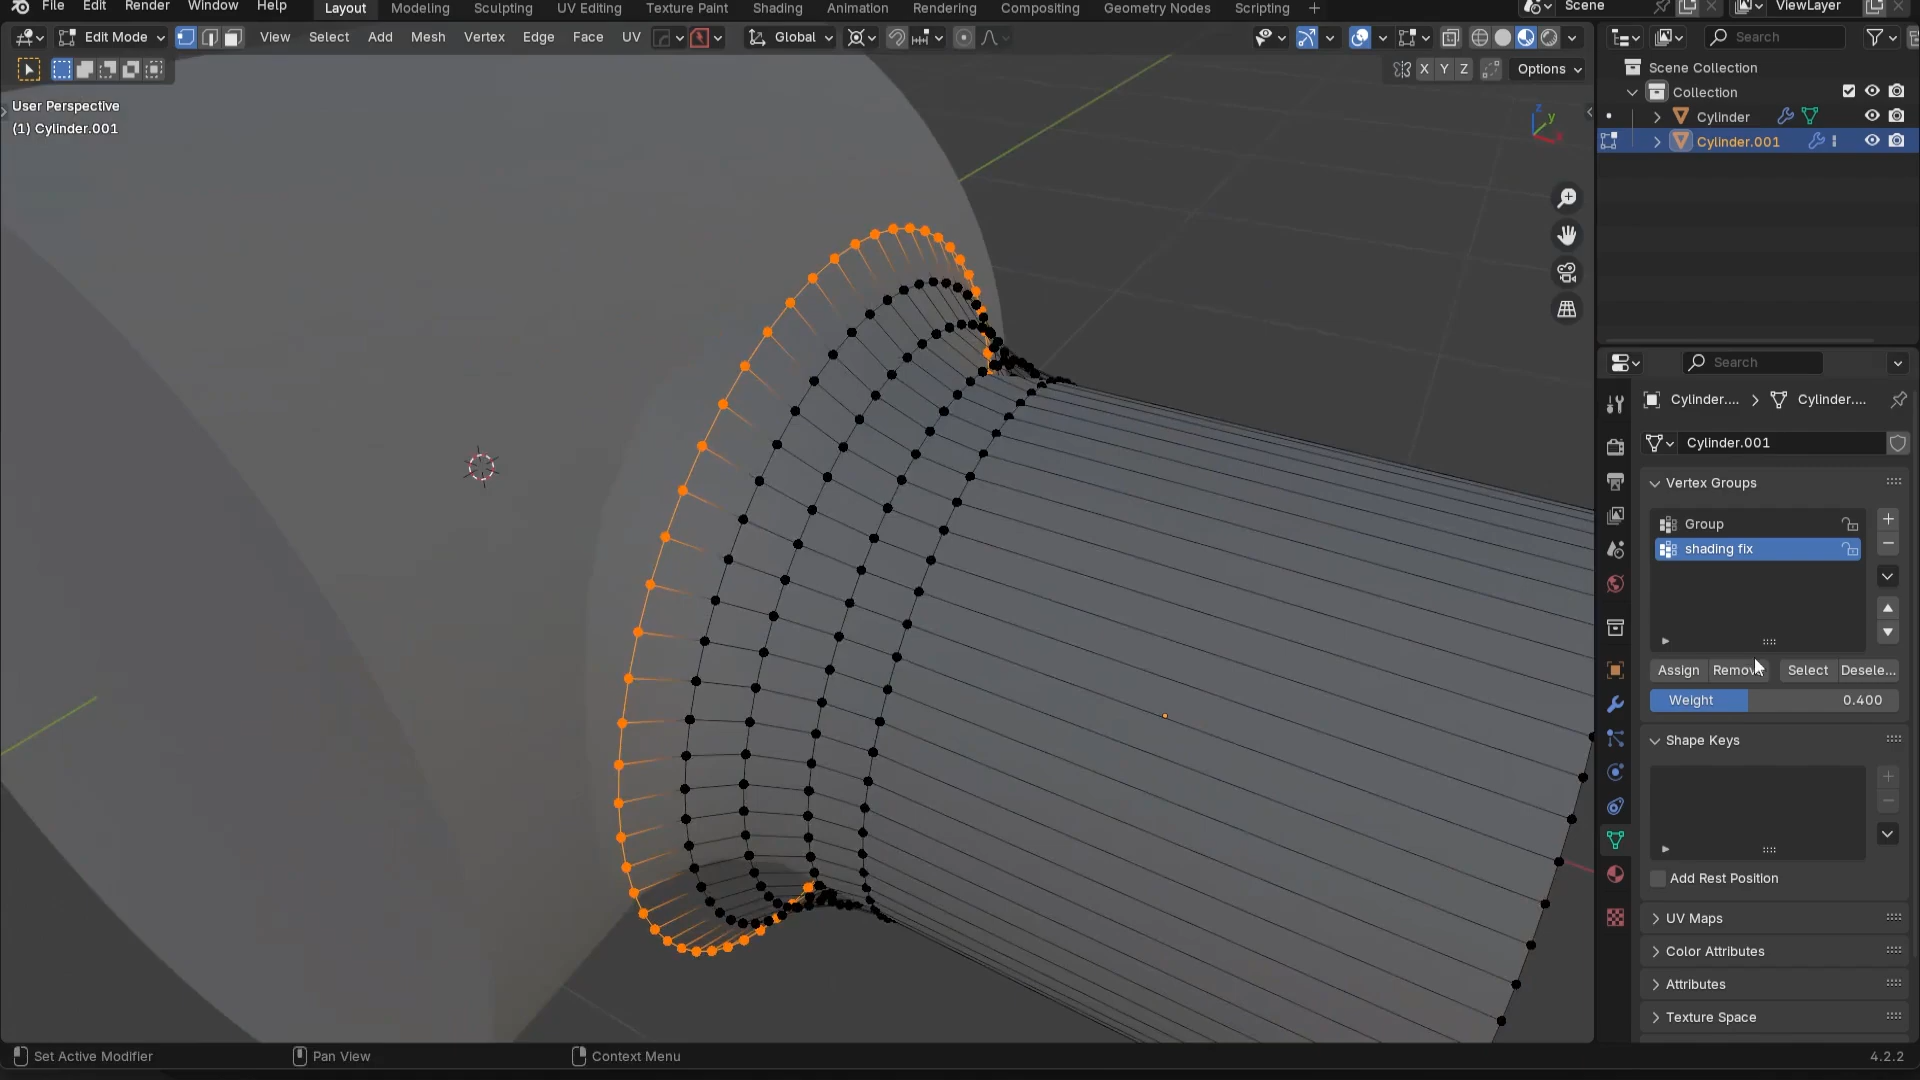 File Edit Render Window Help Layout Modeling Sculpting UV Editing Texture Paint Shading Animation Rendering Compositing Geometry Nodes Scripting + Scene ViewLayer
Edit Mode View Select Add Mesh Vertex Edge Face UV Global Search
X Y Z Options
User Perspective
(1) Cylinder.001
Z
Y
X
Scene Collection
Collection
Cylinder
Cylinder.001
Search
Cylinder.... > Cylinder....
Cylinder.001
Vertex Groups
Group
shading fix
Assign Remov Select Desele...
Weight 0.400
Shape Keys
Add Rest Position
UV Maps
Color Attributes
Attributes
Texture Space
Set Active Modifier Pan View Context Menu 4.2.2